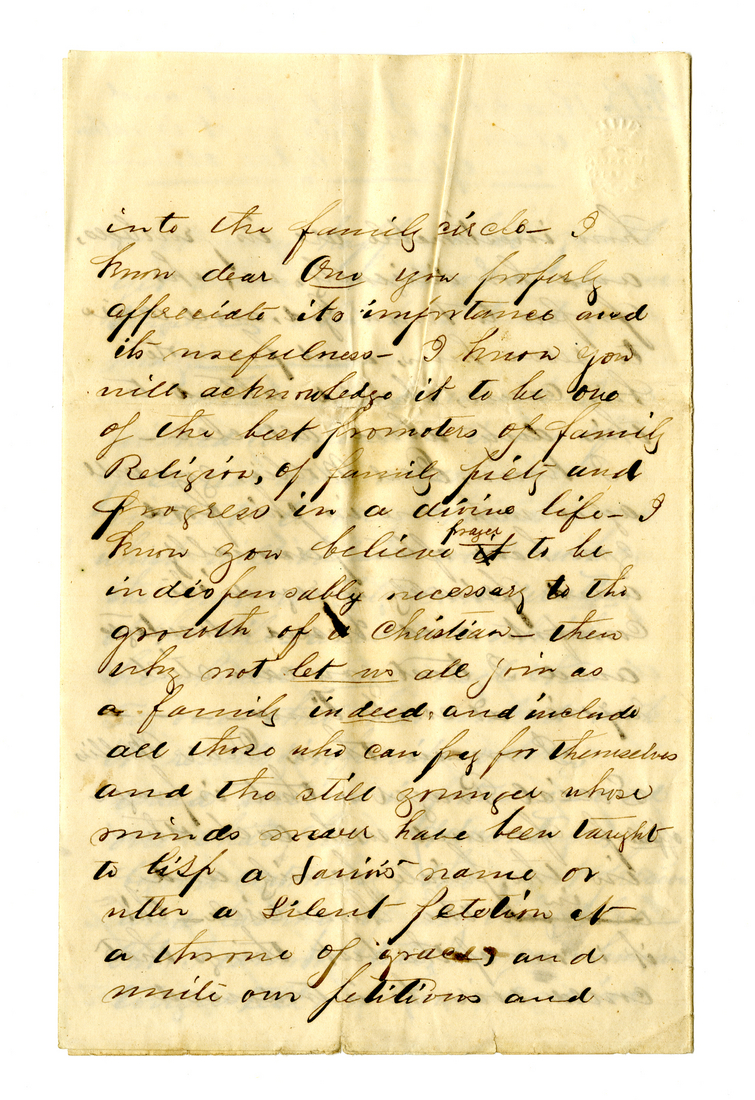 into the family circle- I
know dear One you properly
appreciate its importance and
its usefulness- I know you
will acknowledge it to be one
of the best promoters of family
Religion, of family piety and
progress in a divine life- I
know you believe prayer to be
indispensably necessary to the
growth of a Christian- then
why not let us all join as
a family indeed, and include
all those who can pray for themselves
and the still younger whose
minds never have been taught
to lisp a Savior's name or
utter a silent petetion at
a throne of grace, and
unite our petitions and